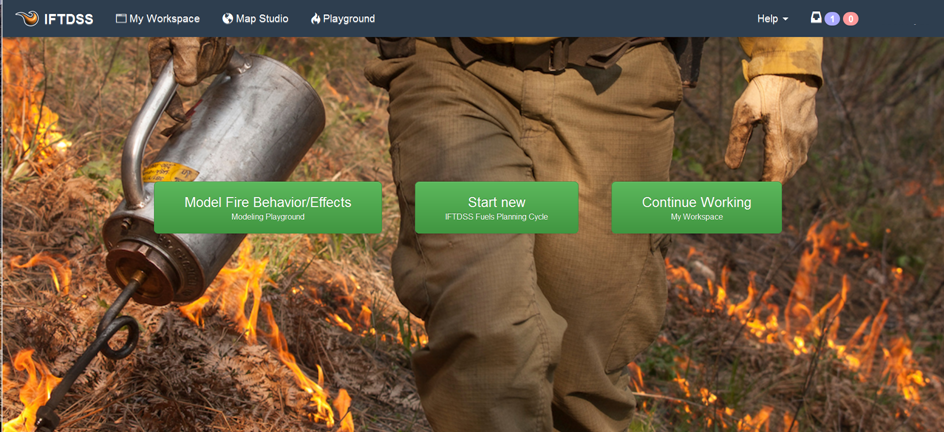 IFTDSS My Workspace Map Studio Playground Help 1 0
Model Fire Behavior/Effects Start new Continue Working
Modeling Playground IFTDSS Fuels Planning Cycle My Workspace